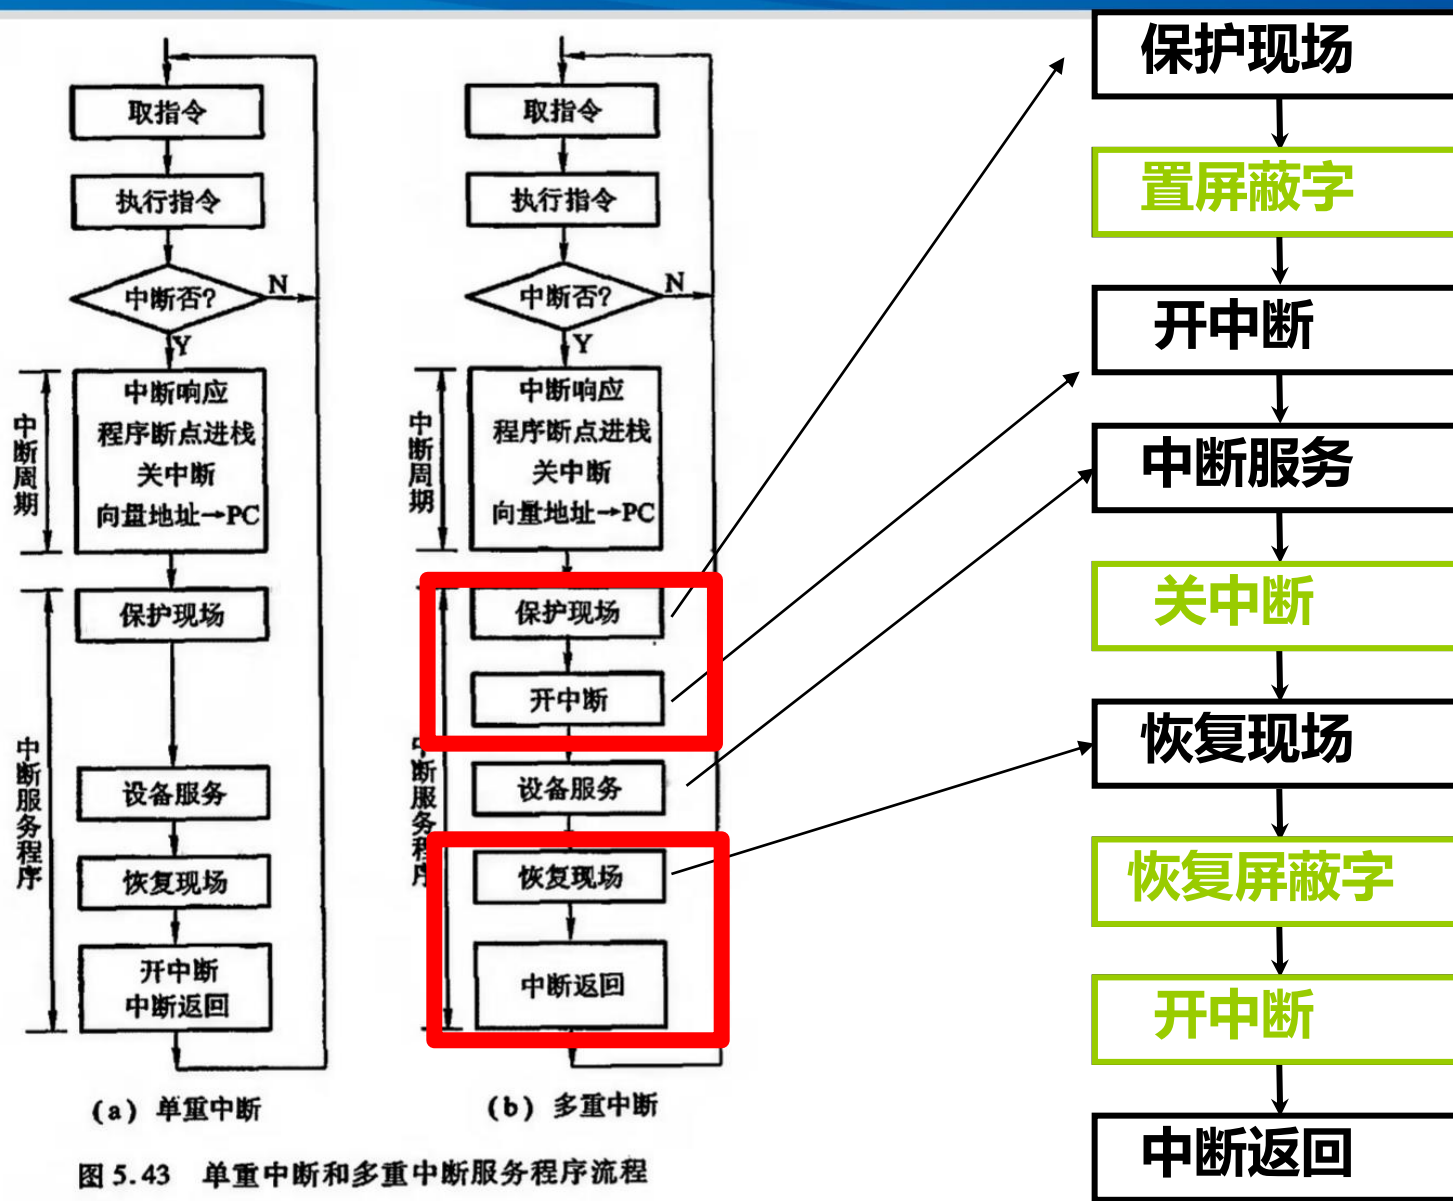 取指令
执行指令
中断否?
N
Y
中断周期
中断响应
程序断点进栈
关中断
向量地址→PC
中断服务程序
保护现场
设备服务
恢复现场
开中断
中断返回
(a) 单重中断
取指令
执行指令
中断否?
N
Y
中断周期
中断响应
程序断点进栈
关中断
向量地址→PC
中断服务程序
保护现场
开中断
设备服务
恢复现场
中断返回
(b) 多重中断
图 5.43 单重中断和多重中断服务程序流程
保护现场
置屏蔽字
开中断
中断服务
关中断
恢复现场
恢复屏蔽字
开中断
中断返回